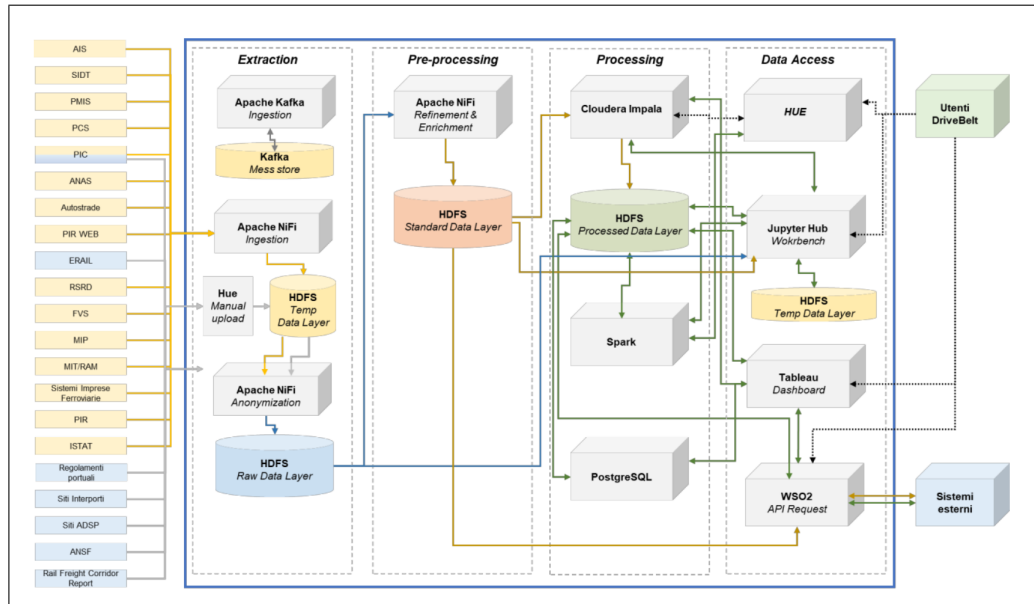 AIS
SIDT
PMIS
PCS
PIC
ANAS
Autostrade
PIR WEB
ERAIL
RSRD
FVS
MIP
MIT/RAM
Sistemi Imprese
Ferroviarie
PIR
ISTAT
Regolamenti
portuali
Siti Interporti
Siti ADSP
ANSF
Rail Freight Corridor
Report
Extraction
Apache Kafka
Ingestion
Kafka
Mess store
Apache NiFi
Ingestion
Hue
Manual
upload
HDFS
Temp
Data Layer
Apache NiFi
Anonymization
HDFS
Raw Data Layer
Pre-processing
Apache NiFi
Refinement &
Enrichment
HDFS
Standard Data Layer
Processing
Cloudera Impala
HDFS
Processed Data Layer
Spark
PostgreSQL
Data Access
HUE
Jupyter Hub
Wokrbench
HDFS
Temp Data Layer
Tableau
Dashboard
WSO2
API Request
Utenti
DriveBelt
Sistemi
esterni